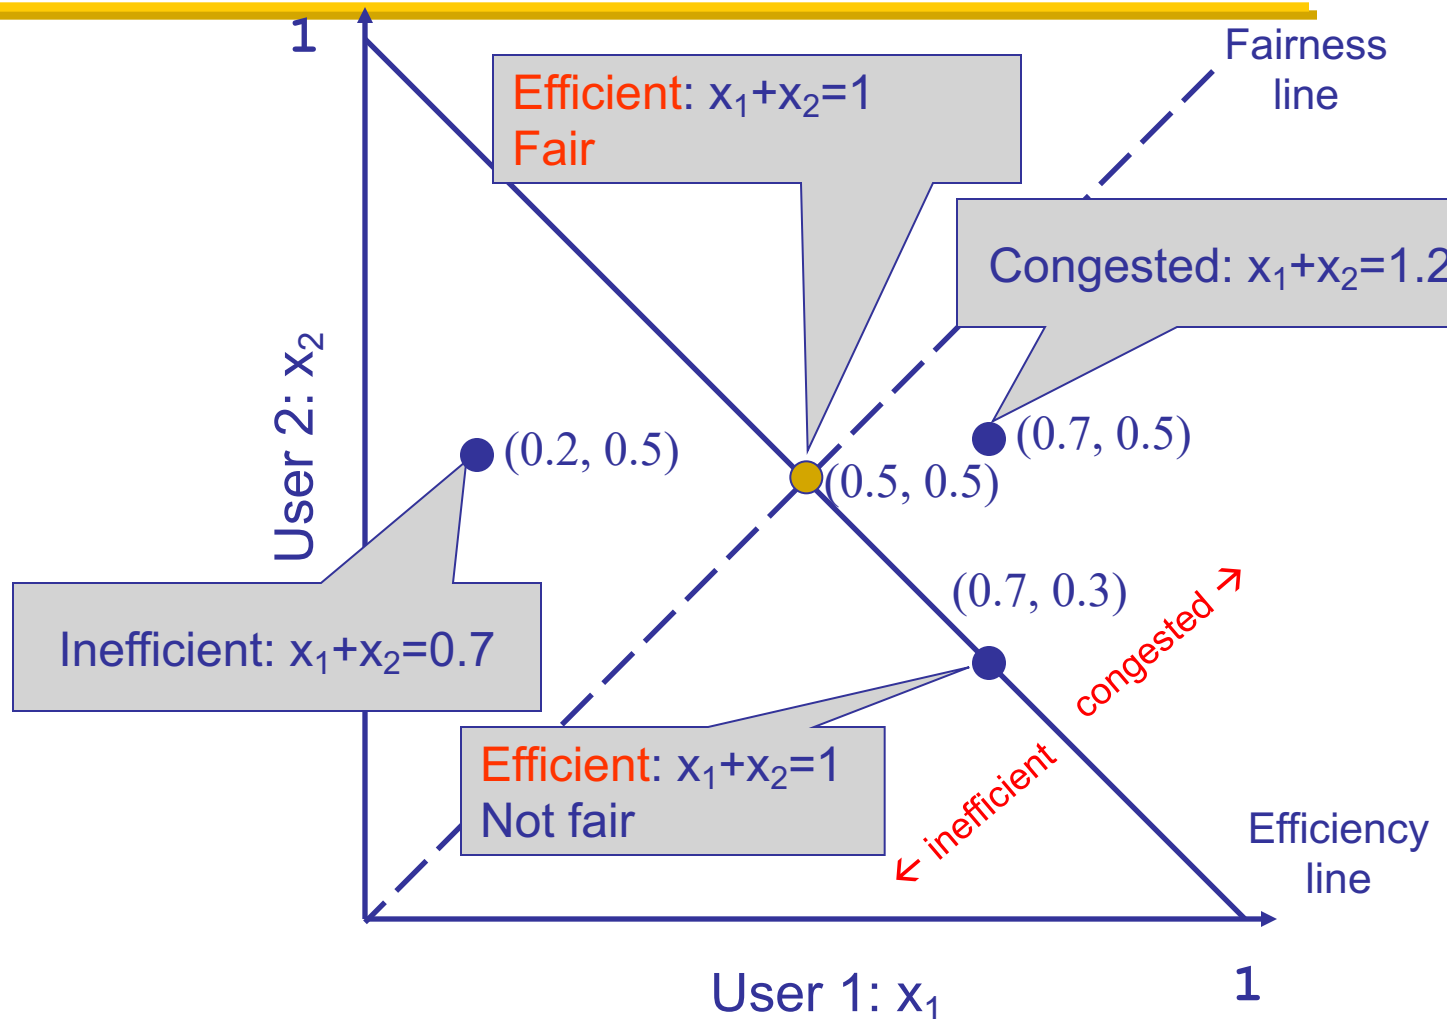 1
Fairness
line
Efficient: x₁+x₂=1
Fair
Congested: x₁+x₂=1.2
User 2: x₂
(0.2, 0.5)
(0.7, 0.5)
(0.5, 0.5)
(0.7, 0.3)
congested →
Inefficient: x₁+x₂=0.7
Efficient: x₁+x₂=1
Not fair
← inefficient
Efficiency
line
User 1: x₁
1